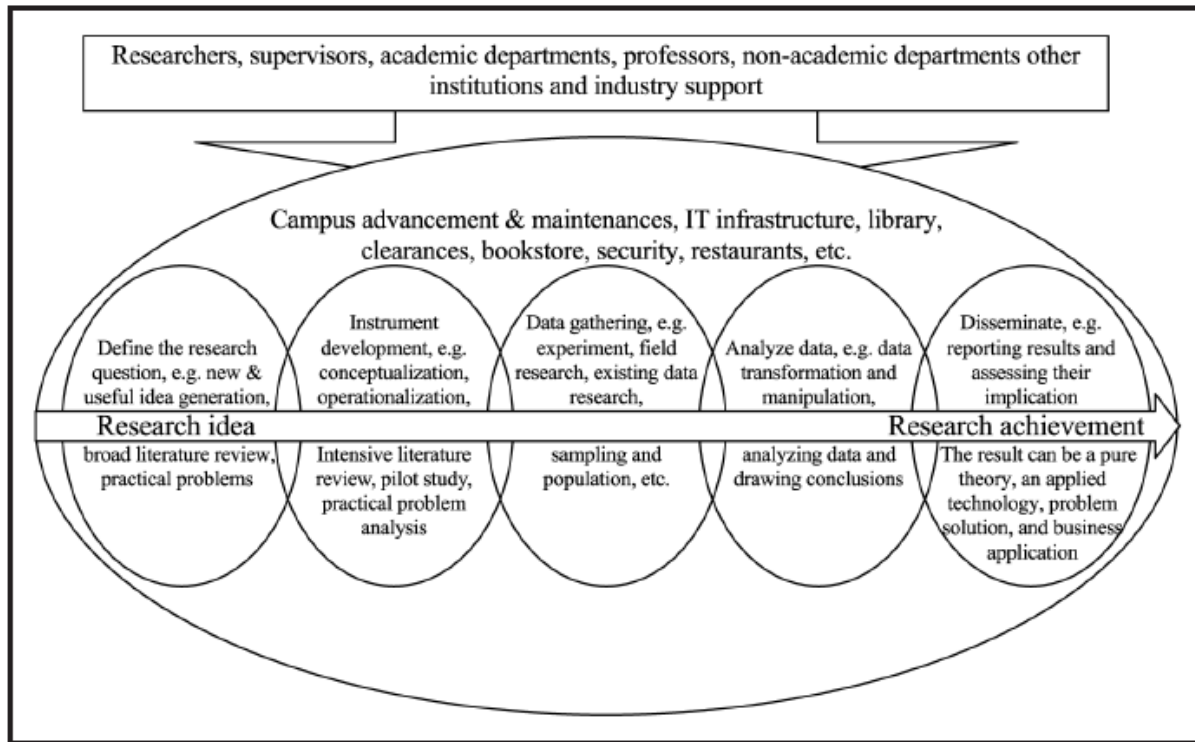 Researchers, supervisors, academic departments, professors, non-academic departments other
institutions and industry support
Campus advancement & maintenances, IT infrastructure, library,
clearances, bookstore, security, restaurants, etc.
Define the research
question, e.g. new &
useful idea generation,
broad literature review,
practical problems
Instrument
development, e.g.
conceptualization,
operationalization,
Intensive literature
review, pilot study,
practical problem
analysis
Data gathering, e.g.
experiment, field
research, existing data
research,
sampling and
population, etc.
Analyze data, e.g. data
transformation and
manipulation,
analyzing data and
drawing conclusions
Disseminate, e.g.
reporting results and
assessing their
implication
The result can be a pure
theory, an applied
technology, problem
solution, and business
application
Research idea
Research achievement